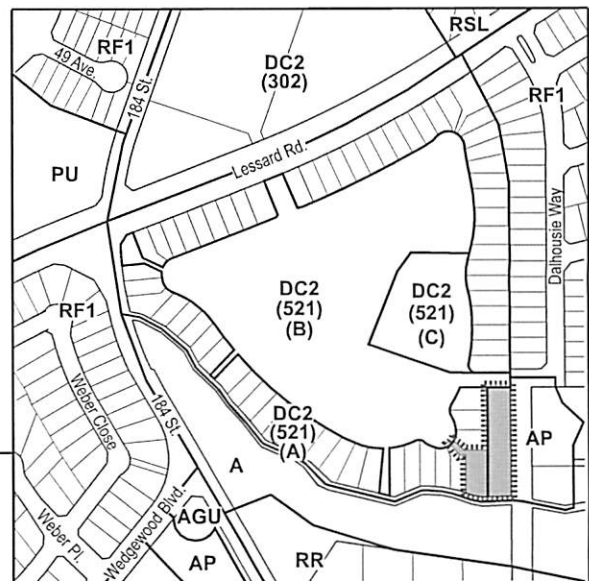 RSL
RF1
49 Ave.
184 St.
DC2
(302)
RF1
Lessard Rd.
PU
Dalhousie Way
DC2
(521)
(B)
DC2
(521)
(C)
RF1
Weber Close
184 St.
DC2
(521)
(A)
AP
A
Wedgewood Blvd.
AGU
Weber Pl.
AP
RR